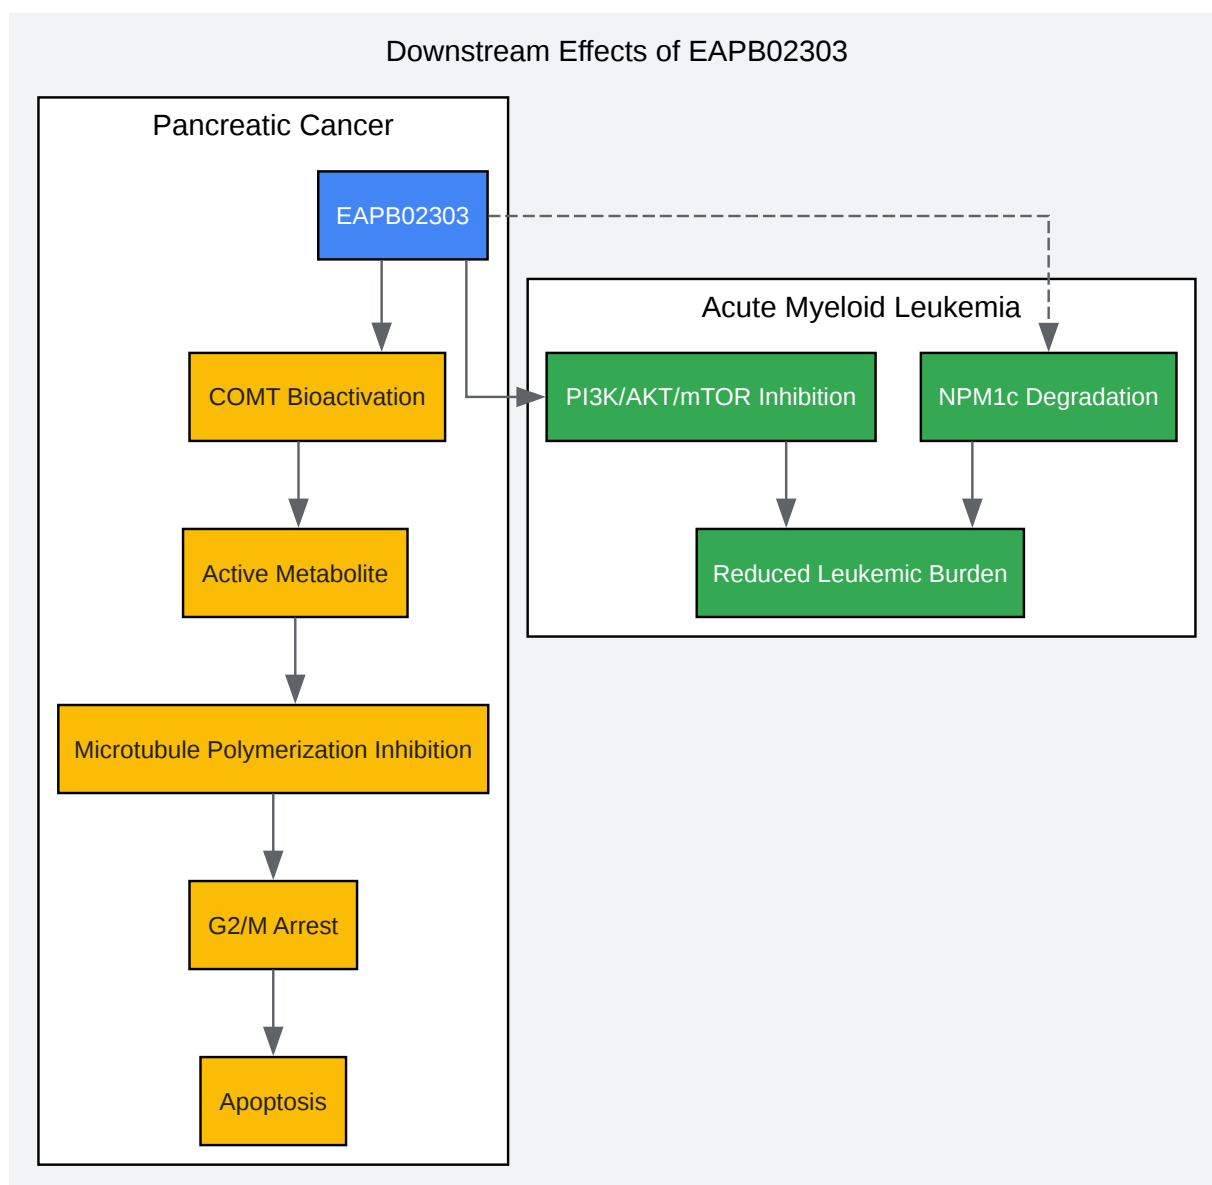 Downstream Effects of EAPB02303
Pancreatic Cancer
EAPB02303
COMT Bioactivation
Active Metabolite
Microtubule Polymerization Inhibition
G2/M Arrest
Apoptosis
Acute Myeloid Leukemia
PI3K/AKT/mTOR Inhibition
NPM1c Degradation
Reduced Leukemic Burden